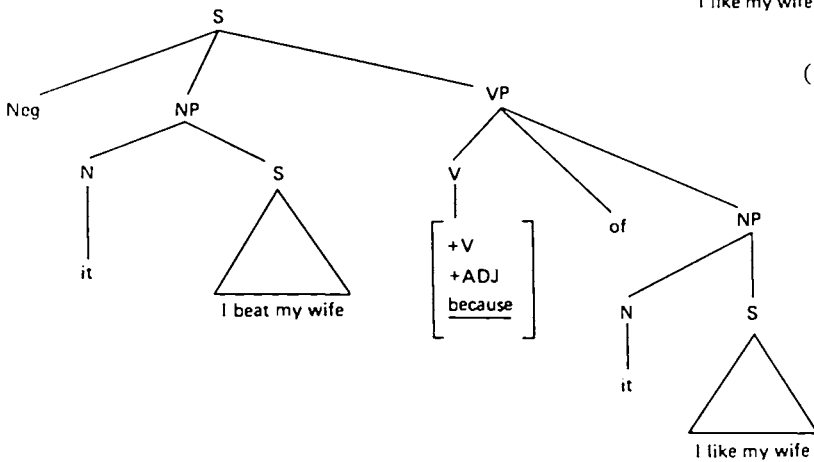 I like my wife
S
(
Neg NP VP
N S V of NP
it I beat my wife
+V
+ADJ
because
N S
it
I like my wife